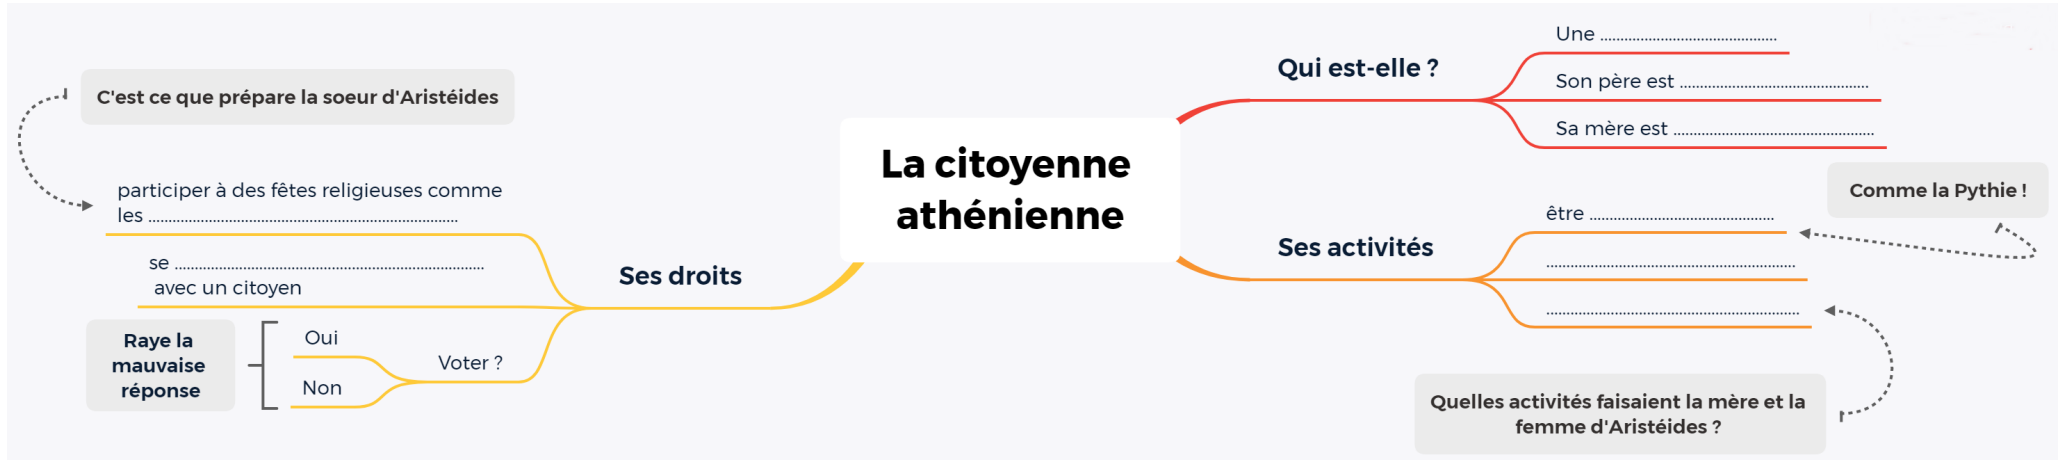 La citoyenne
athénienne
Qui est-elle ?
Une ............................................
Son père est ...............................................
Sa mère est ..................................................
Ses activités
Comme la Pythie !
être ..............................................
..............................................................
...............................................................
Quelles activités faisaient la mère et la
femme d'Aristéides ?
Ses droits
C'est ce que prépare la soeur d'Aristéides
participer à des fêtes religieuses comme
les .............................................................................
se .............................................................................
avec un citoyen
Voter ?
Oui
Non
Raye la
mauvaise
réponse